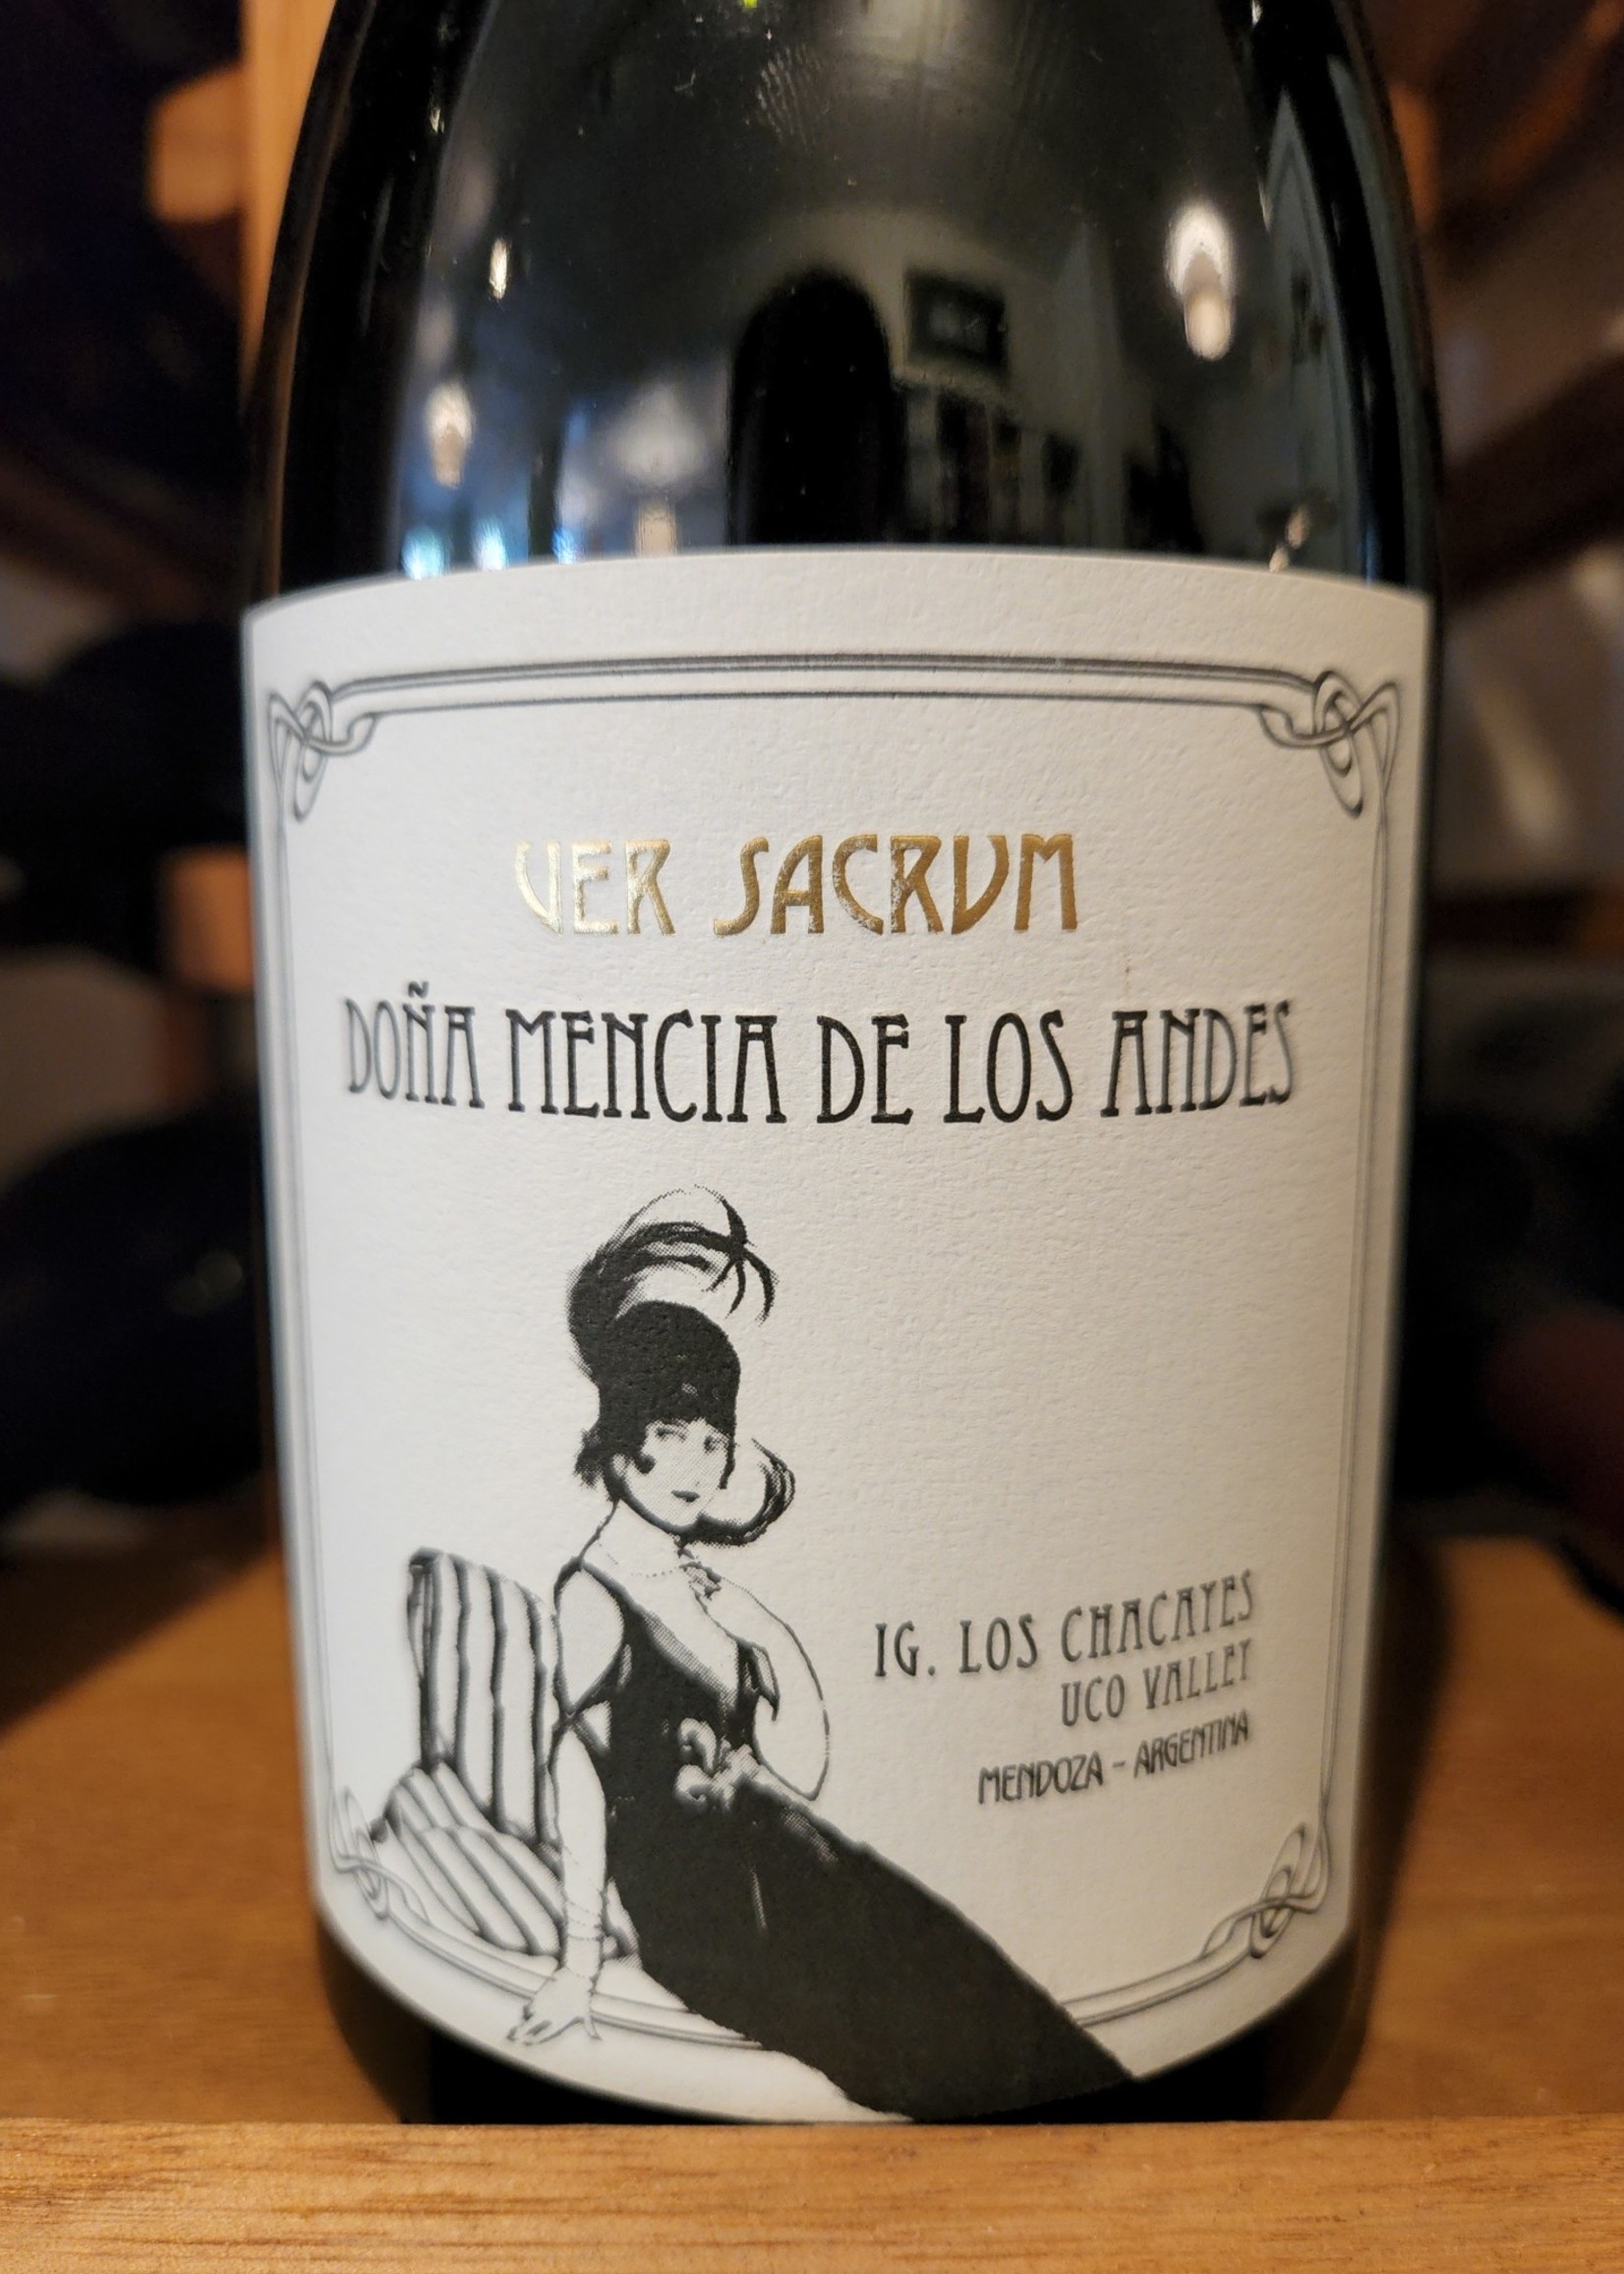 VER SACRVM
DOÑA MENCIA DE LOS ANDES
IG. LOS CHACAYES
UCO VALLEY
MENDOZA - ARGENTINA